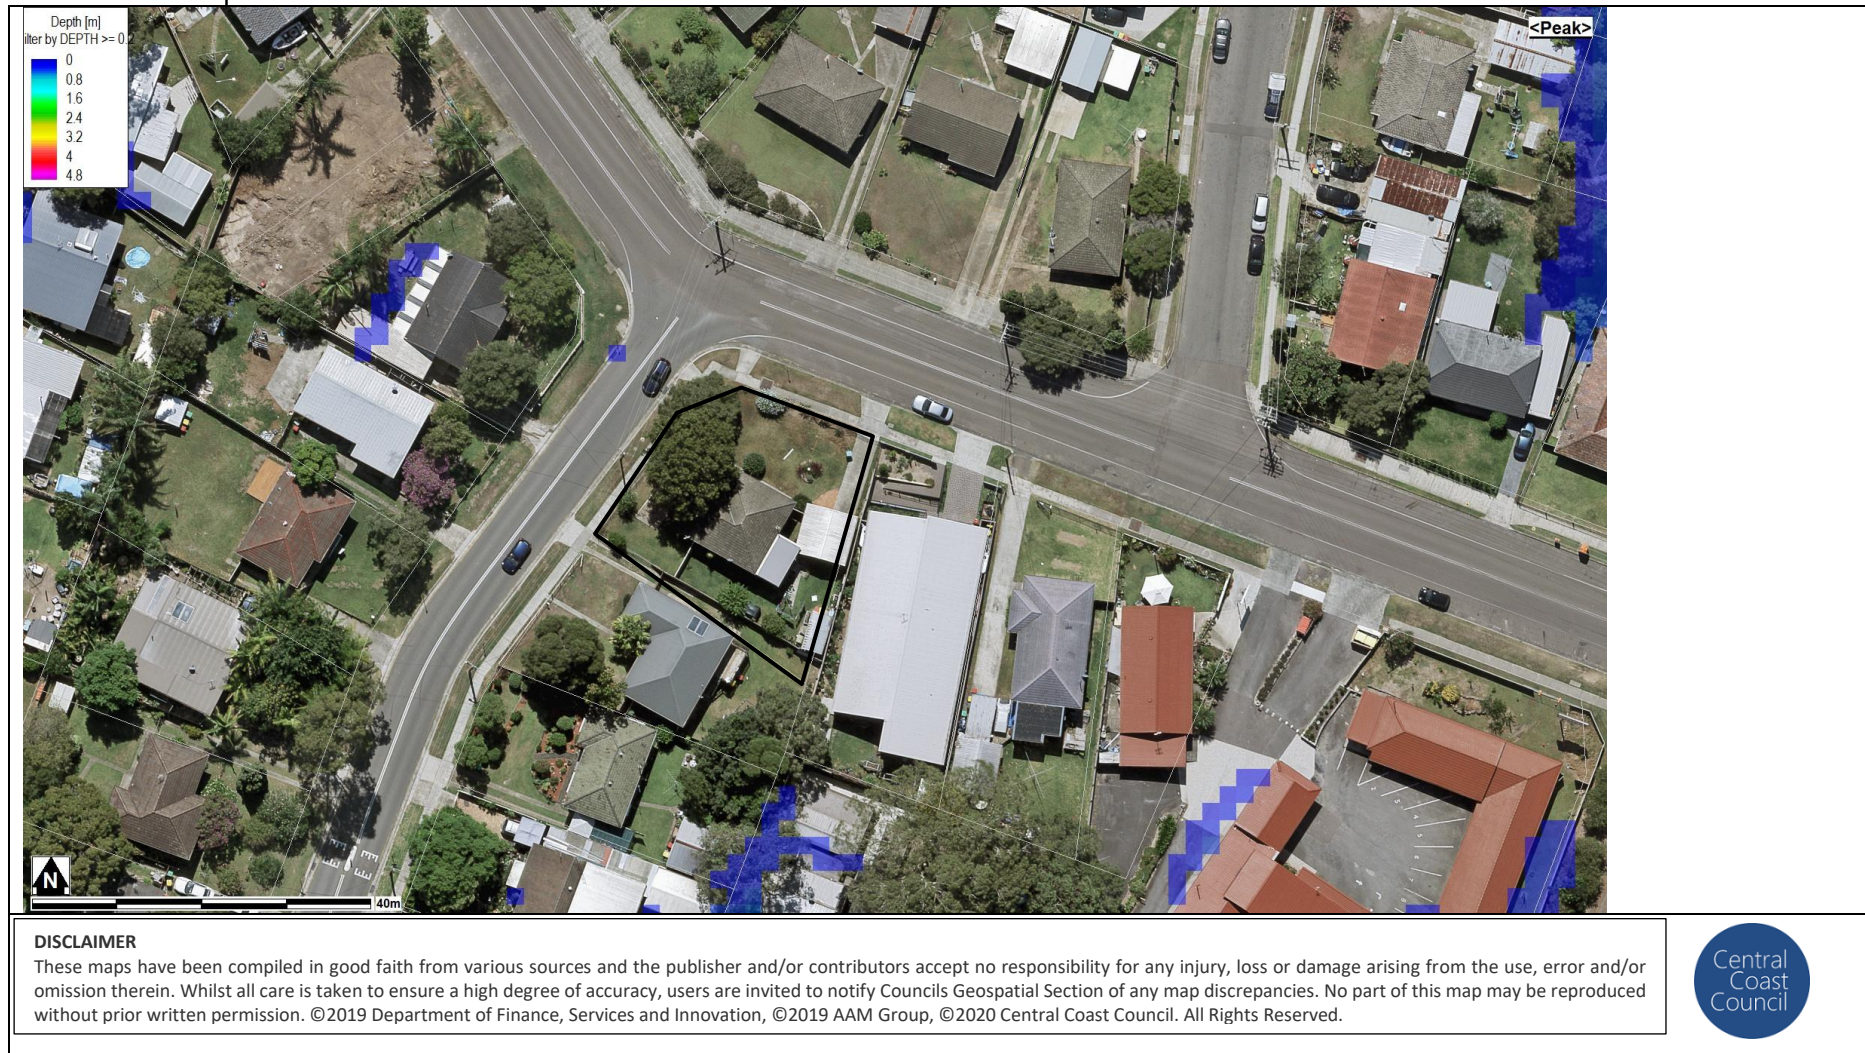 Depth [m]
ilter by DEPTH >= 0.2
0
0.8
1.6
2.4
3.2
4
4.8
<Peak>
N
40m
DISCLAIMER
These maps have been compiled in good faith from various sources and the publisher and/or contributors accept no responsibility for any injury, loss or damage arising from the use, error and/or
omission therein. Whilst all care is taken to ensure a high degree of accuracy, users are invited to notify Councils Geospatial Section of any map discrepancies. No part of this map may be reproduced
without prior written permission. ©2019 Department of Finance, Services and Innovation, ©2019 AAM Group, ©2020 Central Coast Council. All Rights Reserved.
Central
Coast
Council